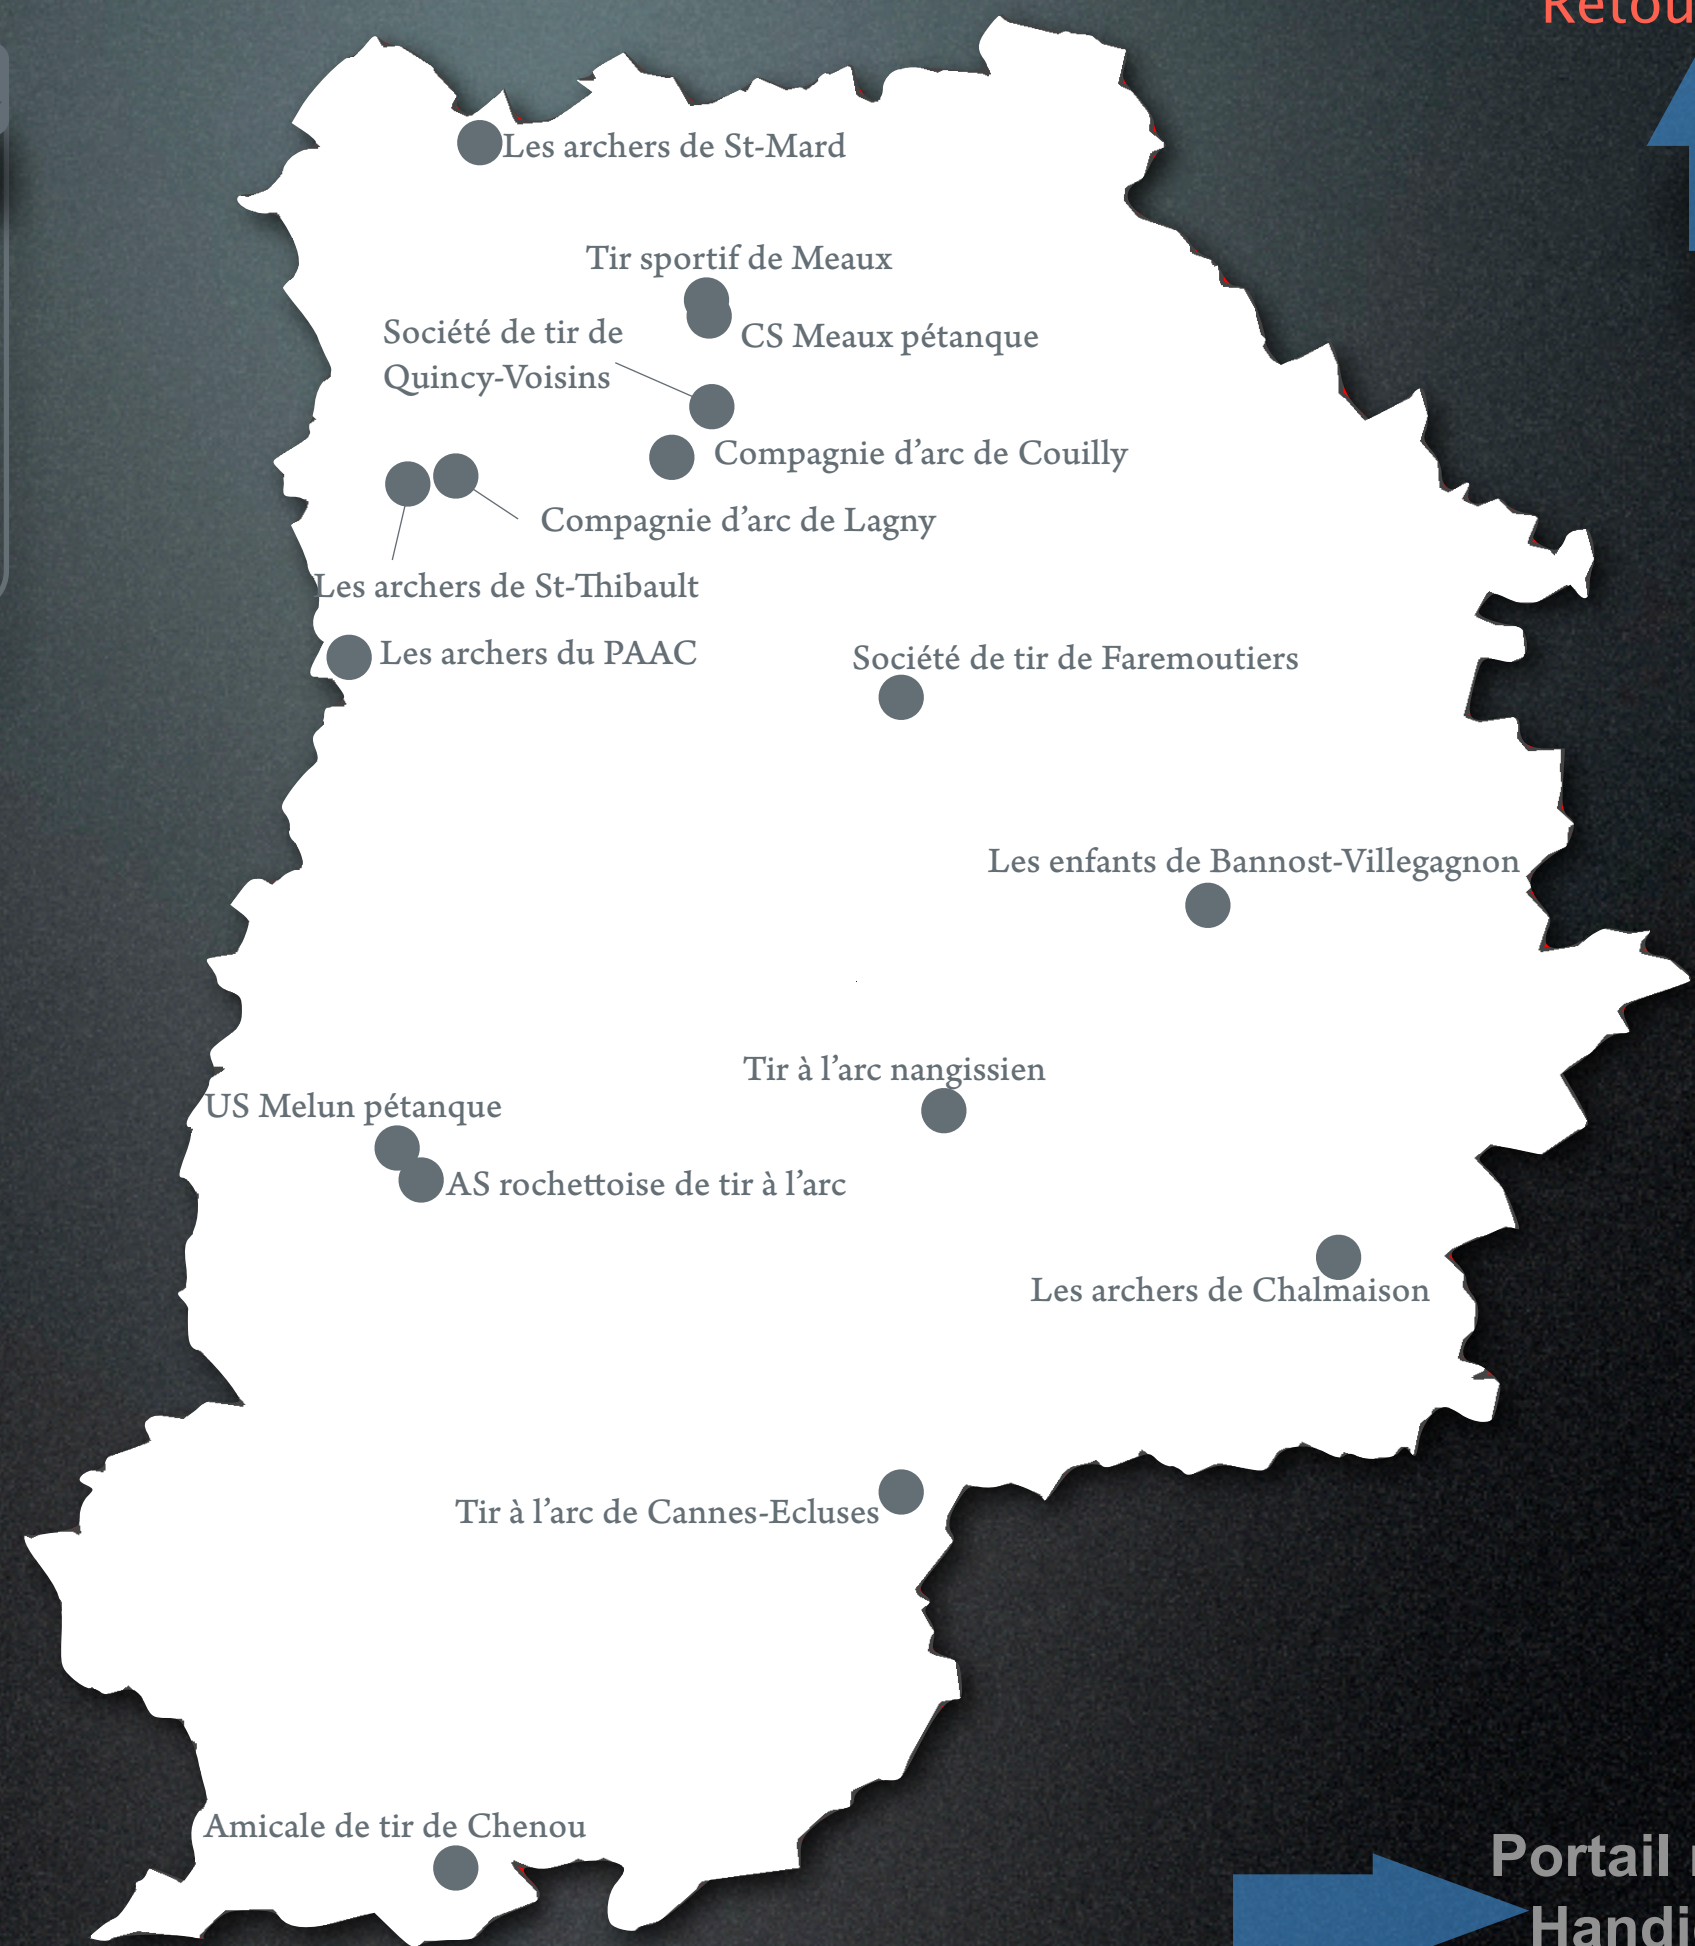 Les archers de St-Mard
Tir sportif de Meaux
CS Meaux pétanque
Société de tir de
Quincy-Voisins
Compagnie d’arc de Couilly
Compagnie d’arc de Lagny
Les archers de St-Thibault
Les archers du PAAC
Société de tir de Faremoutiers
Les enfants de Bannost-Villegagnon
Tir à l’arc nangissien
US Melun pétanque
AS rochettoise de tir à l’arc
Les archers de Chalmaison
Tir à l’arc de Cannes-Ecluses
Amicale de tir de Chenou
Portail